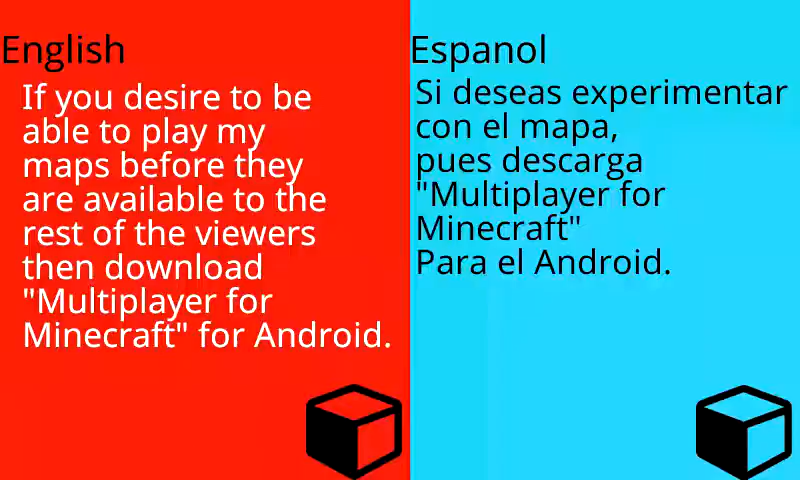 English
If you desire to be
able to play my
maps before they
are available to the
rest of the viewers
then download
"Multiplayer for
Minecraft" for Android.
Espanol
Si deseas experimentar
con el mapa,
pues descarga
"Multiplayer for
Minecraft"
Para el Android.